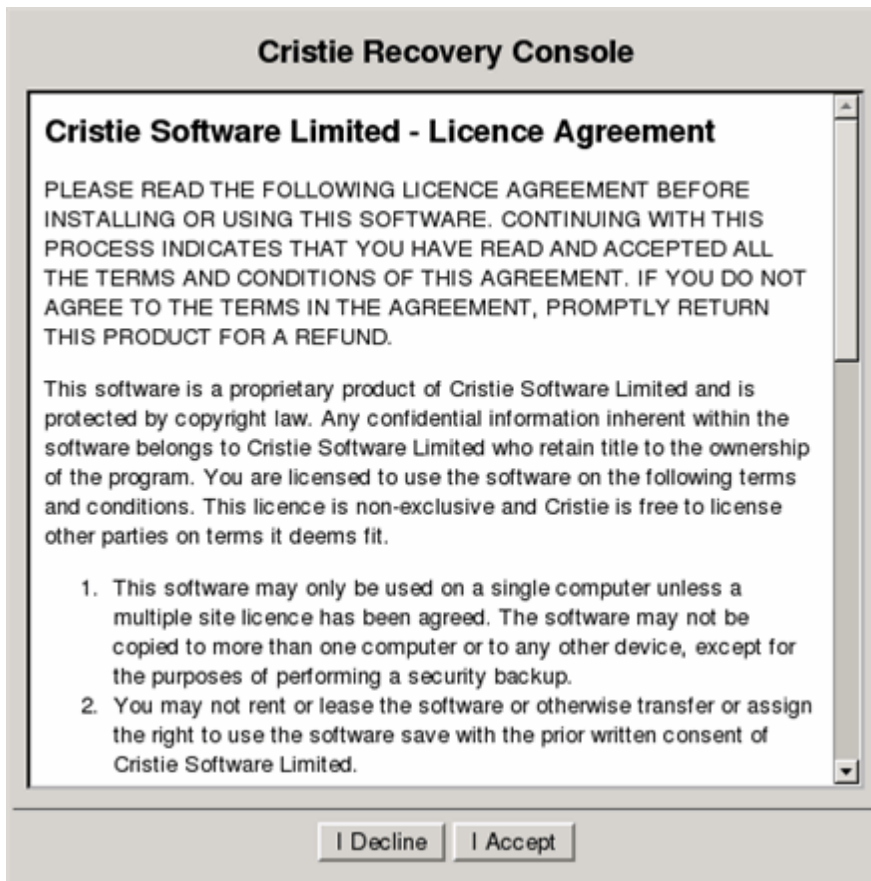 Cristie Recovery Console
Cristie Software Limited - Licence Agreement
PLEASE READ THE FOLLOWING LICENCE AGREEMENT BEFORE
INSTALLING OR USING THIS SOFTWARE. CONTINUING WITH THIS
PROCESS INDICATES THAT YOU HAVE READ AND ACCEPTED ALL
THE TERMS AND CONDITIONS OF THIS AGREEMENT. IF YOU DO NOT
AGREE TO THE TERMS IN THE AGREEMENT, PROMPTLY RETURN
THIS PRODUCT FOR A REFUND.
This software is a proprietary product of Cristie Software Limited and is
protected by copyright law. Any confidential information inherent within the
software belongs to Cristie Software Limited who retain title to the ownership
of the program. You are licensed to use the software on the following terms
and conditions. This licence is non-exclusive and Cristie is free to license
other parties on terms it deems fit.
1. This software may only be used on a single computer unless a
multiple site licence has been agreed. The software may not be
copied to more than one computer or to any other device, except for
the purposes of performing a security backup.
2. You may not rent or lease the software or otherwise transfer or assign
the right to use the software save with the prior written consent of
Cristie Software Limited.
I Decline I Accept